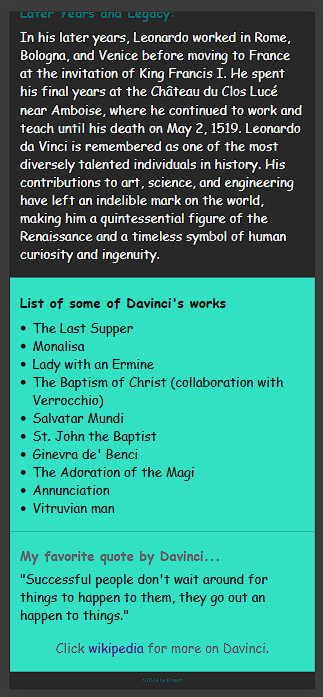 Later Years and Legacy:
In his later years, Leonardo worked in Rome,
Bologna, and Venice before moving to France
at the invitation of King Francis I. He spent
his final years at the Château du Clos Lucé
near Amboise, where he continued to work and
teach until his death on May 2, 1519. Leonardo
da Vinci is remembered as one of the most
diversely talented individuals in history. His
contributions to art, science, and engineering
have left an indelible mark on the world,
making him a quintessential figure of the
Renaissance and a timeless symbol of human
curiosity and ingenuity.
List of some of Davinci's works
• The Last Supper
• Monalisa
• Lady with an Ermine
• The Baptism of Christ (collaboration with
Verrocchio)
• Salvatar Mundi
• St. John the Baptist
• Ginevra de' Benci
• The Adoration of the Magi
• Annunciation
• Vitruvian man
My favorite quote by Davinci...
"Successful people don't wait around for
things to happen to them, they go out an
happen to things."
Click wikipedia for more on Davinci.
©2024 by